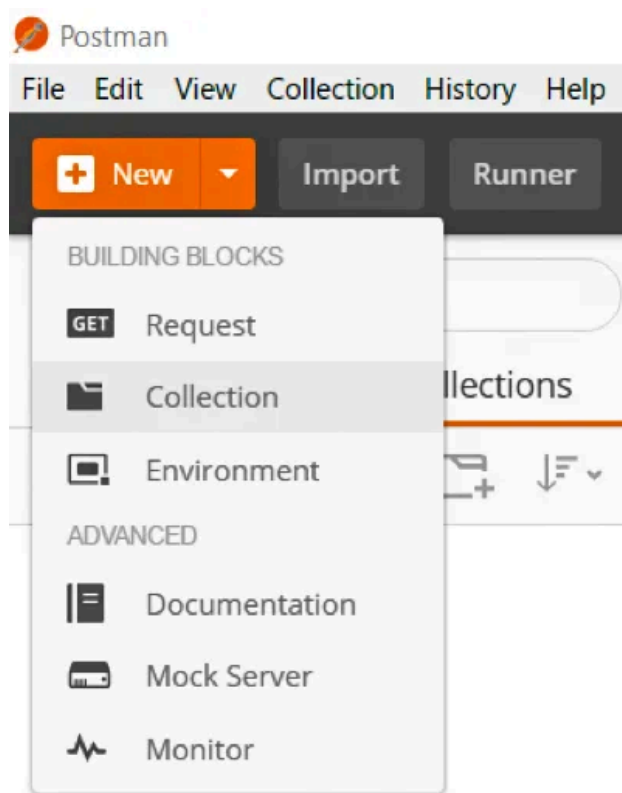 Postman
File Edit View Collection History Help
New Import Runner
BUILDING BLOCKS
GET Request
Collection
llections
Environment
ADVANCED
Documentation
Mock Server
Monitor